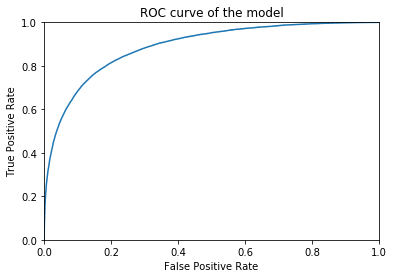 ROC curve of the model
1.0
0.8
0.6
0.4
0.2
0.0
True Positive Rate
0.0 0.2 0.4 0.6 0.8 1.0
False Positive Rate